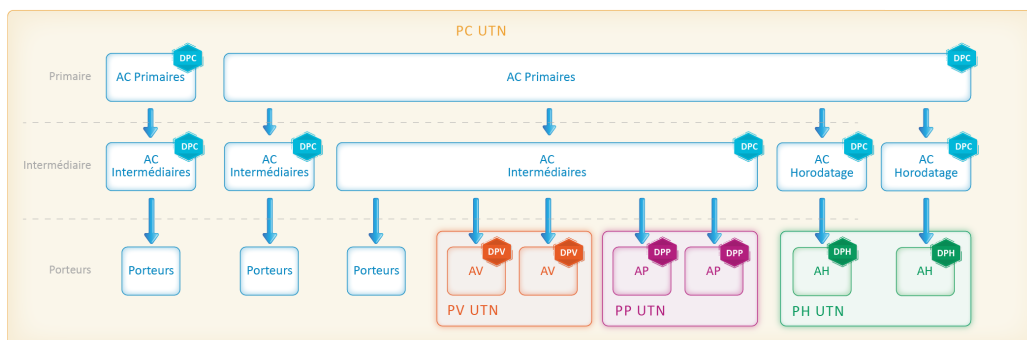 PC UTN
Primaire
AC Primaires
DPC
AC Primaires
DPC
Intermédiaire
AC
Intermédiaires
DPC
AC
Intermédiaires
DPC
AC
Intermédiaires
DPC
AC
Horodatage
DPC
AC
Horodatage
DPC
Porteurs
Porteurs
Porteurs
Porteurs
AV
DPV
AV
DPV
PV UTN
AP
DPP
AP
DPP
PP UTN
AH
DPH
AH
DPH
PH UTN